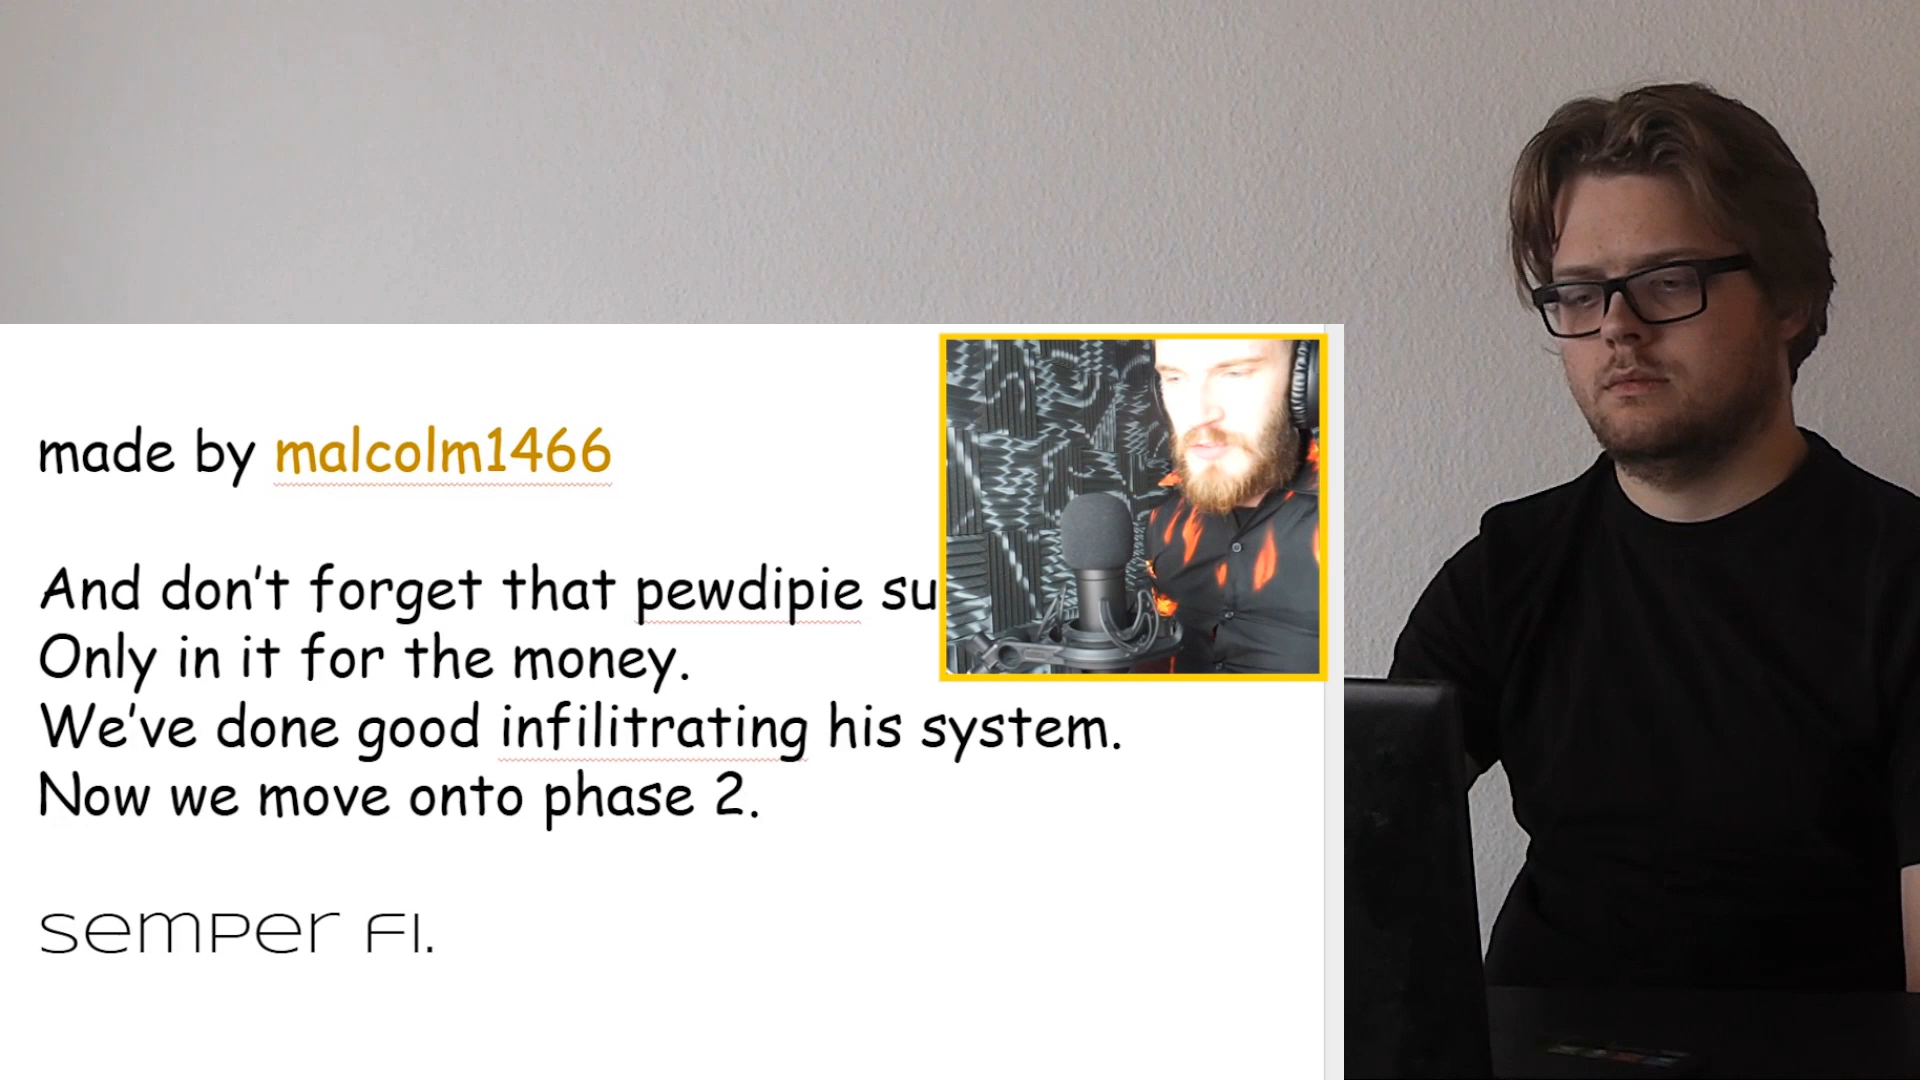 made by malcolm1466
And don't forget that pewdipie su
Only in it for the money.
We've done good infilitrating his system.
Now we move onto phase 2.
semper fi.